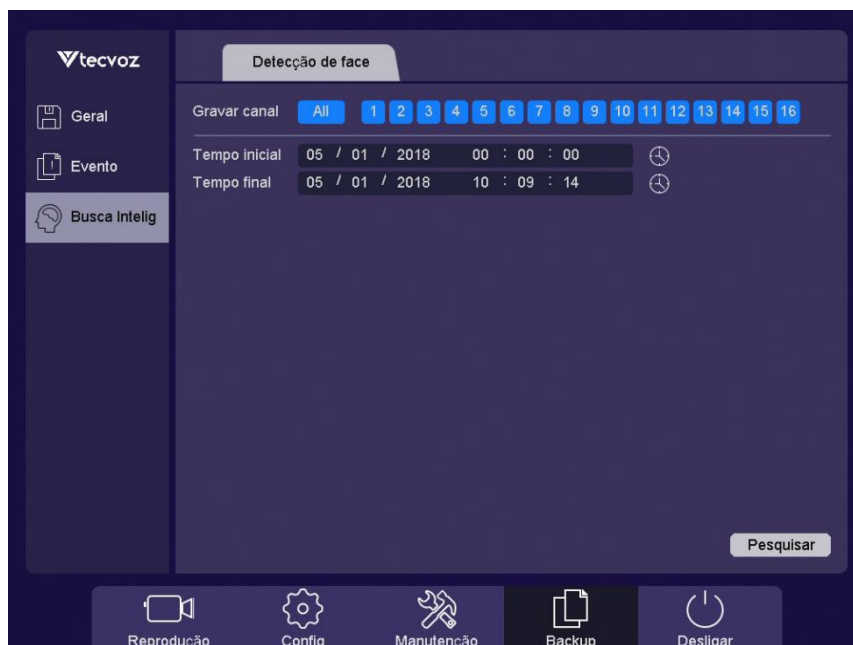 tecvoz
Detecção de face
Geral
Evento
Busca Intelig
Gravar canal All 1 2 3 4 5 6 7 8 9 10 11 12 13 14 15 16
Tempo inicial 05 / 01 / 2018 00 : 00 : 00
Tempo final 05 / 01 / 2018 10 : 09 : 14
Pesquisar
Reprodução Config Manutenção Backup Desligar